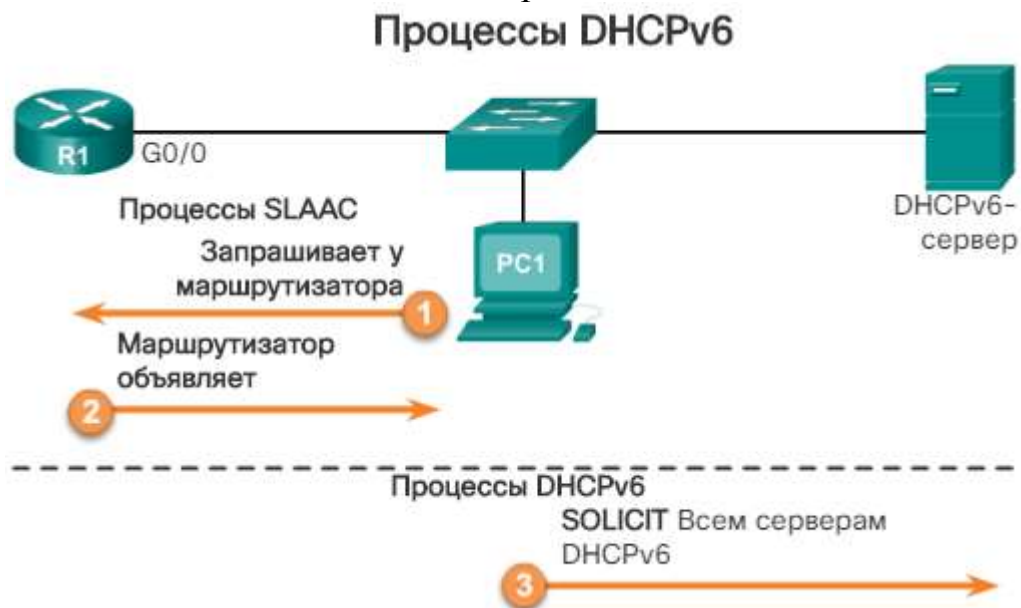 Процессы DHCPv6
R1
G0/0
DHCPv6-
сервер
Процессы SLAAC
Запрашивает у
маршрутизатора
PC1
1
Маршрутизатор
объявляет
2
Процессы DHCPv6
SOLICIT Всем серверам
DHCPv6
3